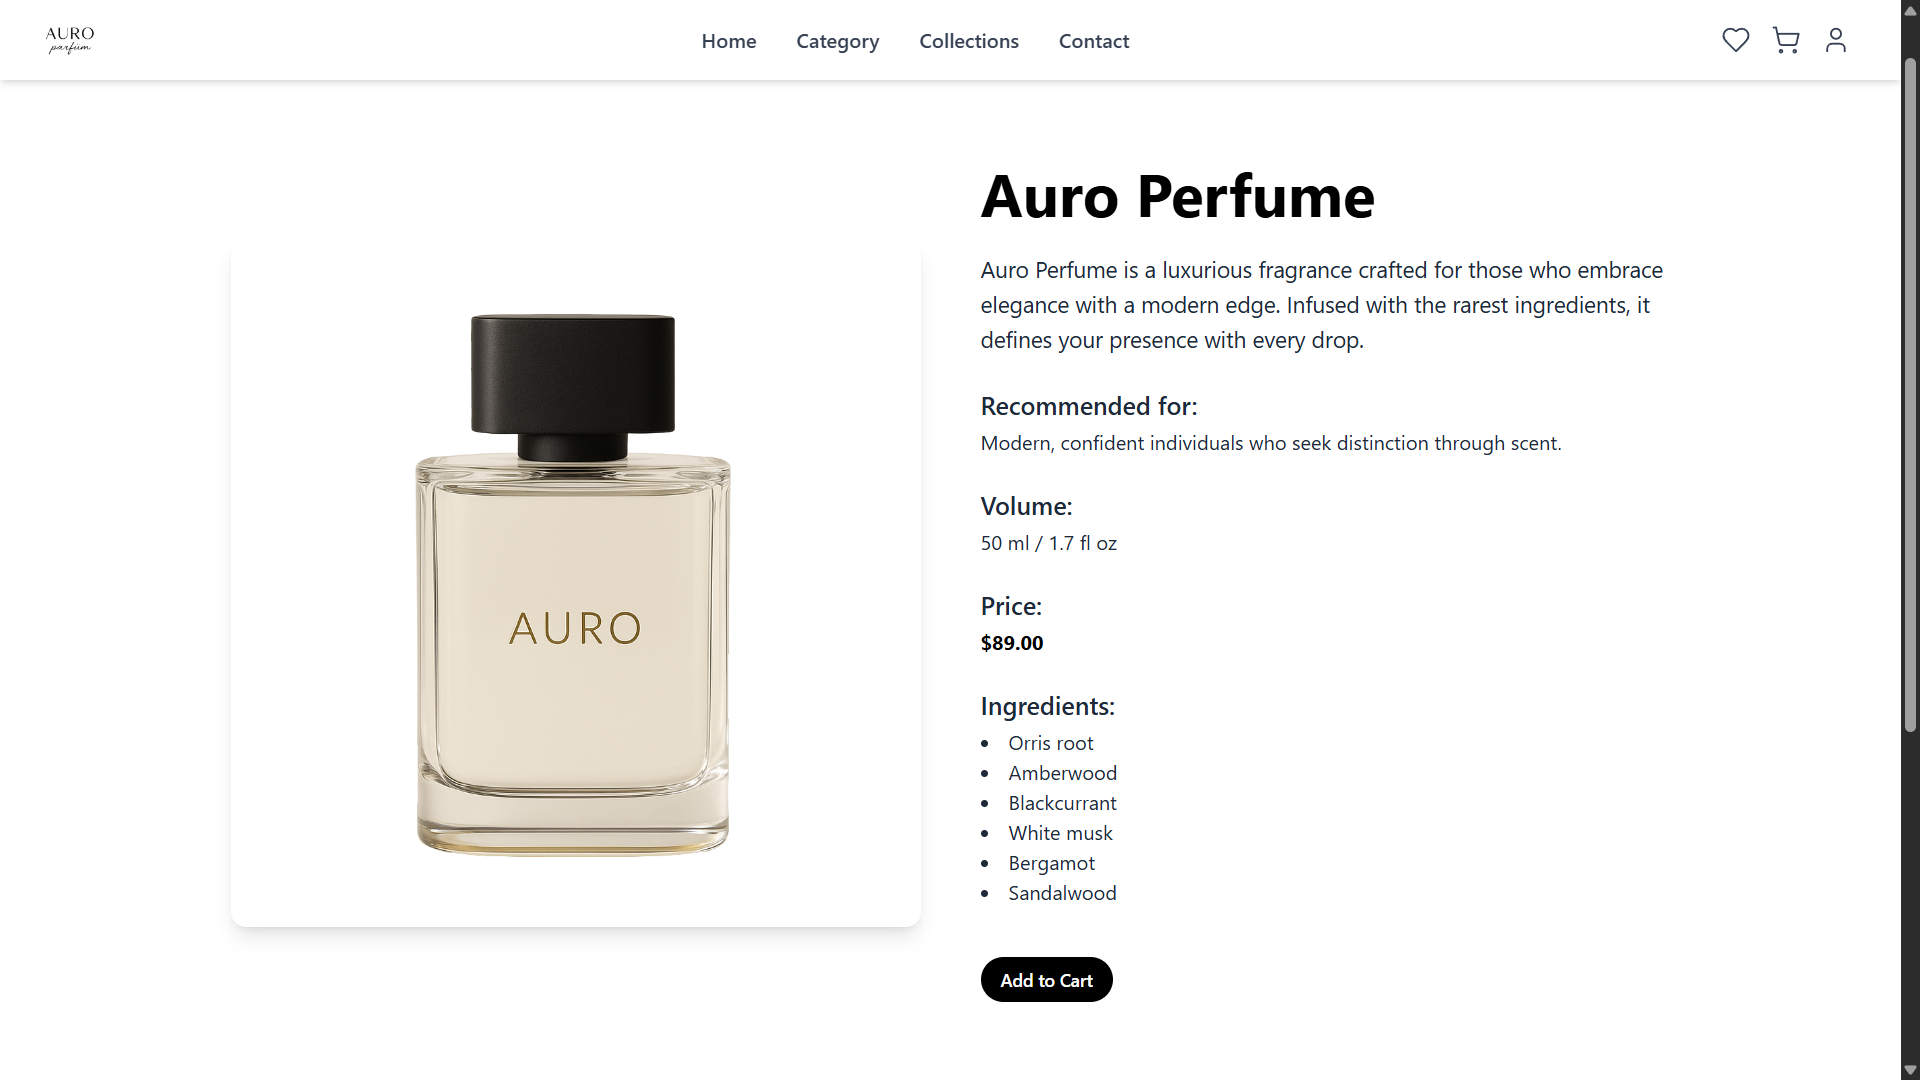 AURO
parfum
Home
Category
Collections
Contact
AURO
Auro Perfume
Auro Perfume is a luxurious fragrance crafted for those who embrace
elegance with a modern edge. Infused with the rarest ingredients, it
defines your presence with every drop.
Recommended for:
Modern, confident individuals who seek distinction through scent.
Volume:
50 ml / 1.7 fl oz
Price:
$89.00
Ingredients:
• Orris root
• Amberwood
• Blackcurrant
• White musk
• Bergamot
• Sandalwood
Add to Cart